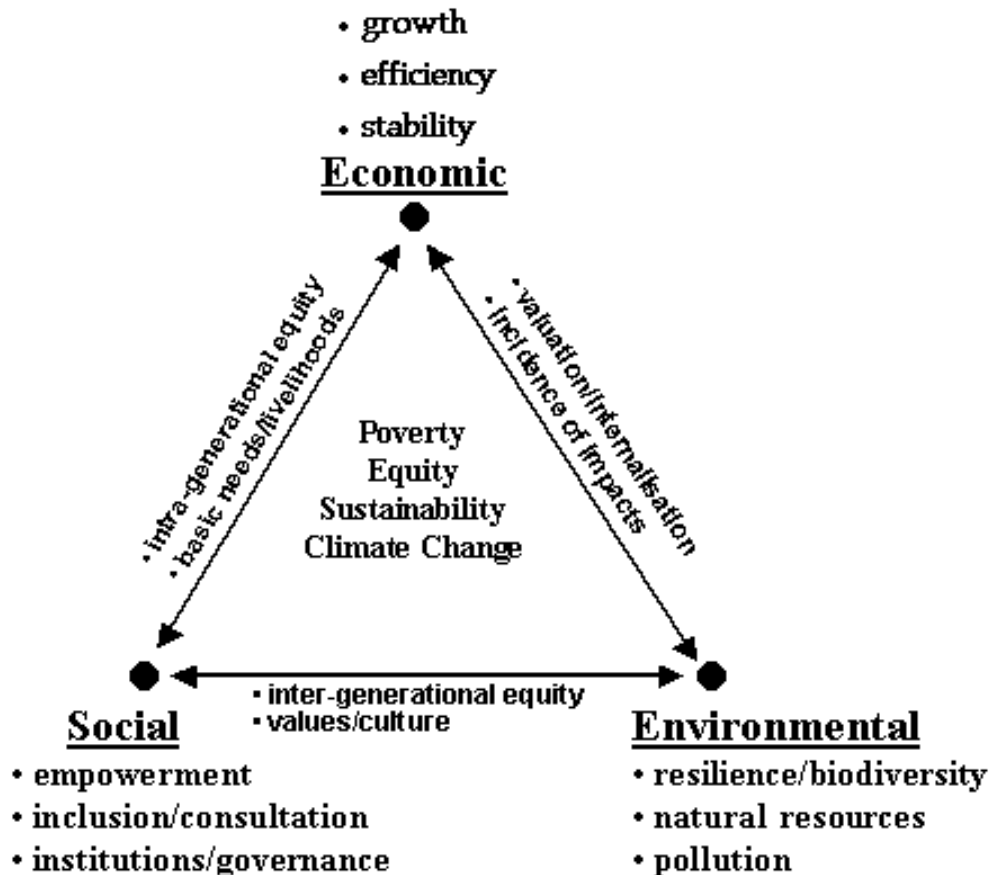 • growth
• efficiency
• stability
Economic
• intra-generational equity
• basic needs/livelihoods
• valuation/internalisation
• incidence of impacts
Poverty
Equity
Sustainability
Climate Change
• inter-generational equity
• values/culture
Social
• empowerment
• inclusion/consultation
• institutions/governance
Environmental
• resilience/biodiversity
• natural resources
• pollution